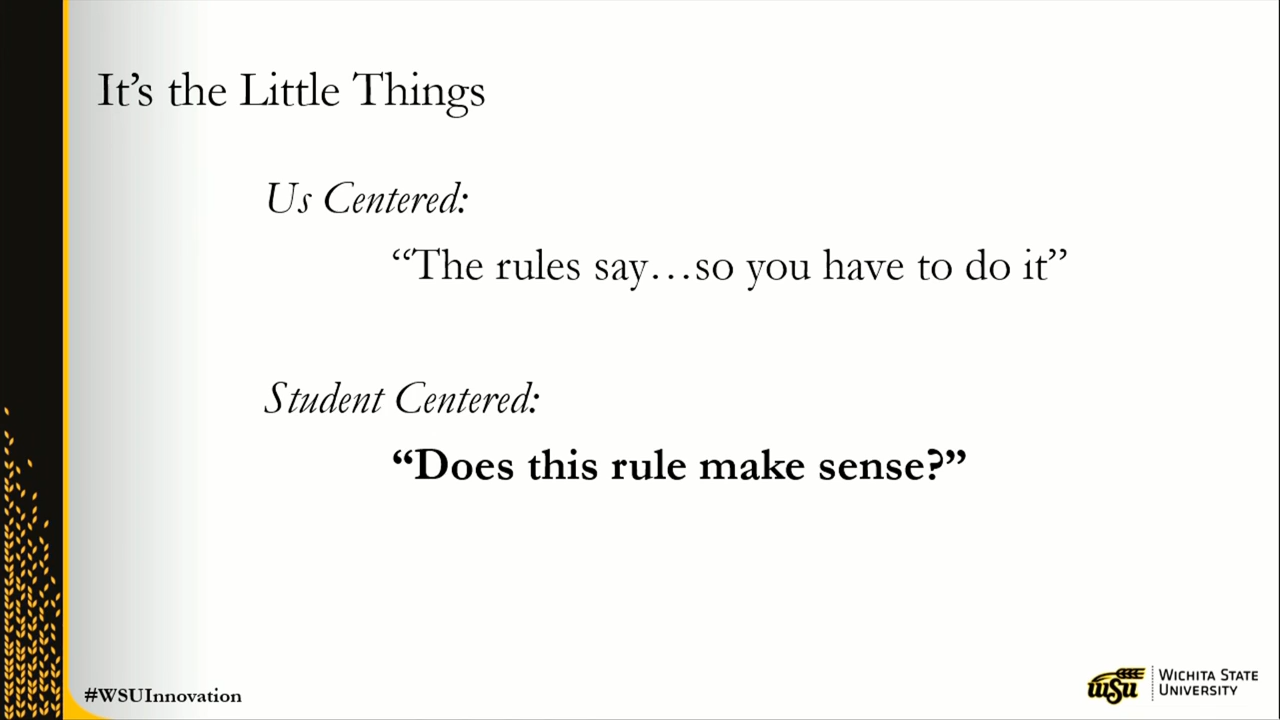 It’s the Little Things
Us Centered:
“The rules say…so you have to do it”
Student Centered:
“Does this rule make sense?”
#WSUInnovation
WSU
WICHITA STATE
UNIVERSITY